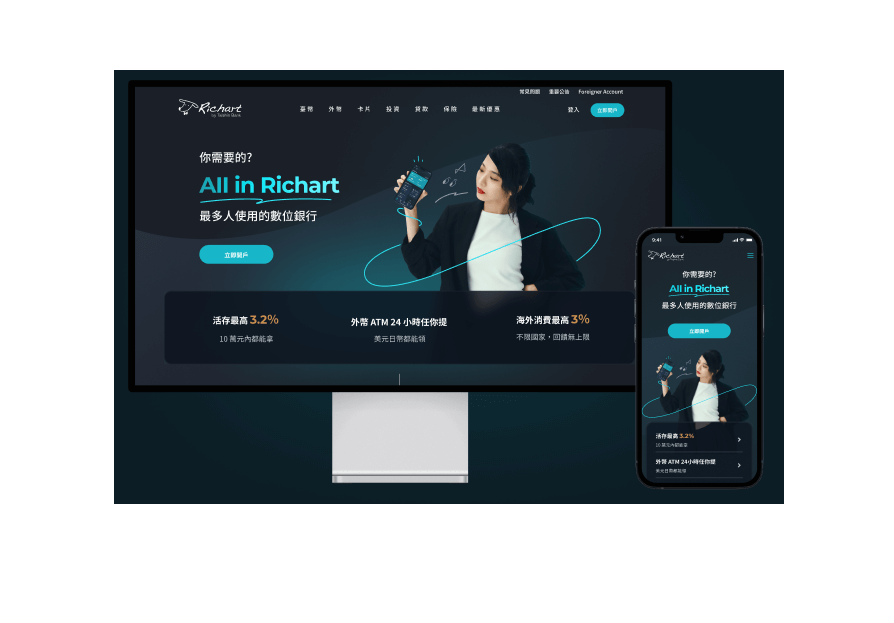 常見問題 重要公告 Foreigner Account
Richart
by Taishin Bank
臺幣 外幣 卡片 投資 貸款 保險 最新優惠
登入 立即開戶
你需要的?
All in Richart
最多人使用的數位銀行
立即開戶
活存最高 3.2%
10 萬元內都能拿
外幣 ATM 24 小時任你提
美元日幣都能領
海外消費最高 3%
不限國家，回饋無上限
9:41
Richart
你需要的?
All in Richart
最多人使用的數位銀行
立即開戶
活存最高 3.2%
10 萬元內都能拿
外幣 ATM 24小時任你提
美元日幣都能領